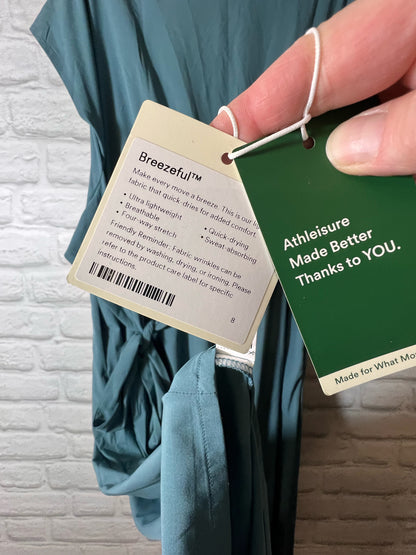 Breezeful™
Make every move a breeze. This is our
fabric that quick-dries for added comfort
• Ultra lightweight
• Breathable
• Four-way stretch
• Quick-drying
• Sweat-absorbing
Friendly Reminder: Fabric wrinkles can be
removed by washing, drying, or ironing. Please
refer to the product care label for specific
instructions.
8
Athleisure
Made Better
Thanks to YOU.
Made for What